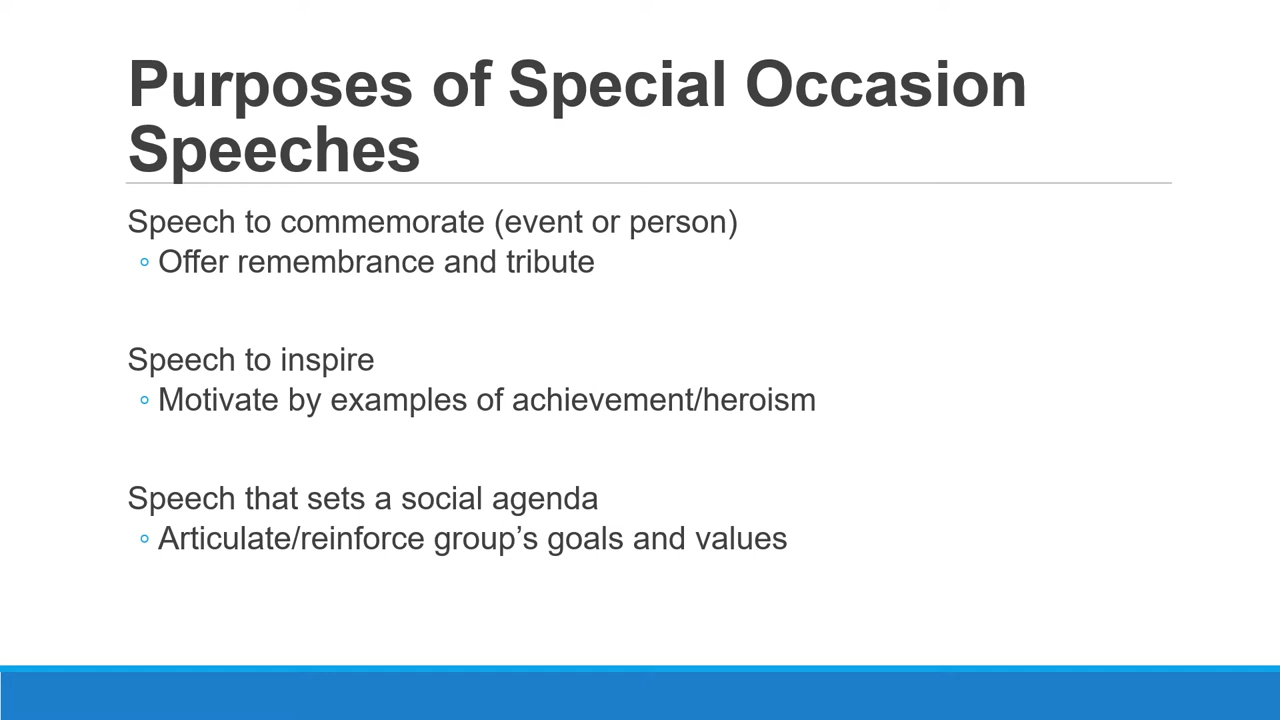 Purposes of Special Occasion
Speeches
Speech to commemorate (event or person)
◦ Offer remembrance and tribute
Speech to inspire
◦ Motivate by examples of achievement/heroism
Speech that sets a social agenda
◦ Articulate/reinforce group’s goals and values